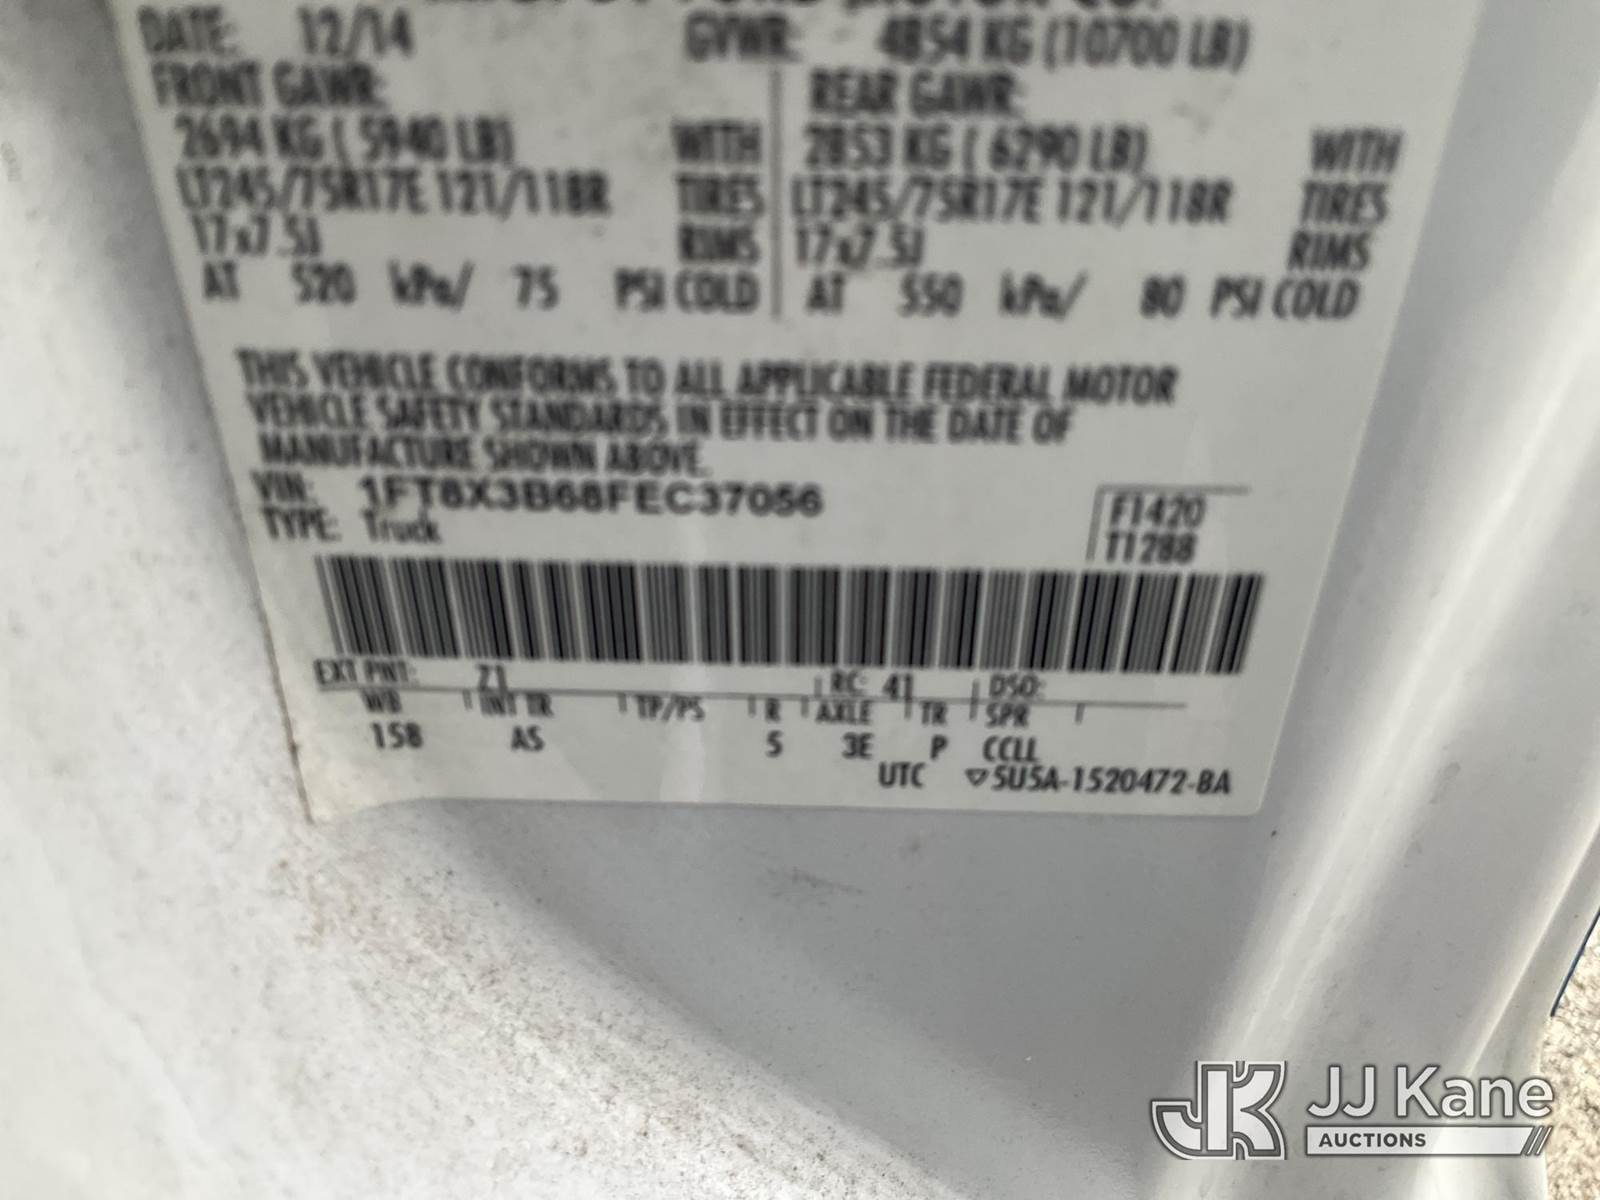 MOTOR CO.
DATE: 12/14 GVWR: 4854 KG (10700 LB)
FRONT GAWR: REAR GAWR:
2694 KG ( 5940 LB) WITH 2853 KG ( 6290 LB) WITH
LT245/75R17E 121/118R TIRES LT245/75R17E 121/118R TIRES
17x7.5J RIMS 17x7.5J RIMS
AT 520 kPa/ 75 PSI COLD AT 550 kPa/ 80 PSI COLD
THIS VEHICLE CONFORMS TO ALL APPLICABLE FEDERAL MOTOR
VEHICLE SAFETY STANDARDS IN EFFECT ON THE DATE OF
MANUFACTURE SHOWN ABOVE.
VIN: 1FT8X3B68FEC37056
TYPE: Truck
F1420
T1288
EXT PNT: Z1 RC: 41 DSO:
WB INT TR TP/PS R AXLE TR SPR
158 AS 5 3E P CCLL
UTC ▽5U5A-1520472-BA
JK JJ Kane
AUCTIONS